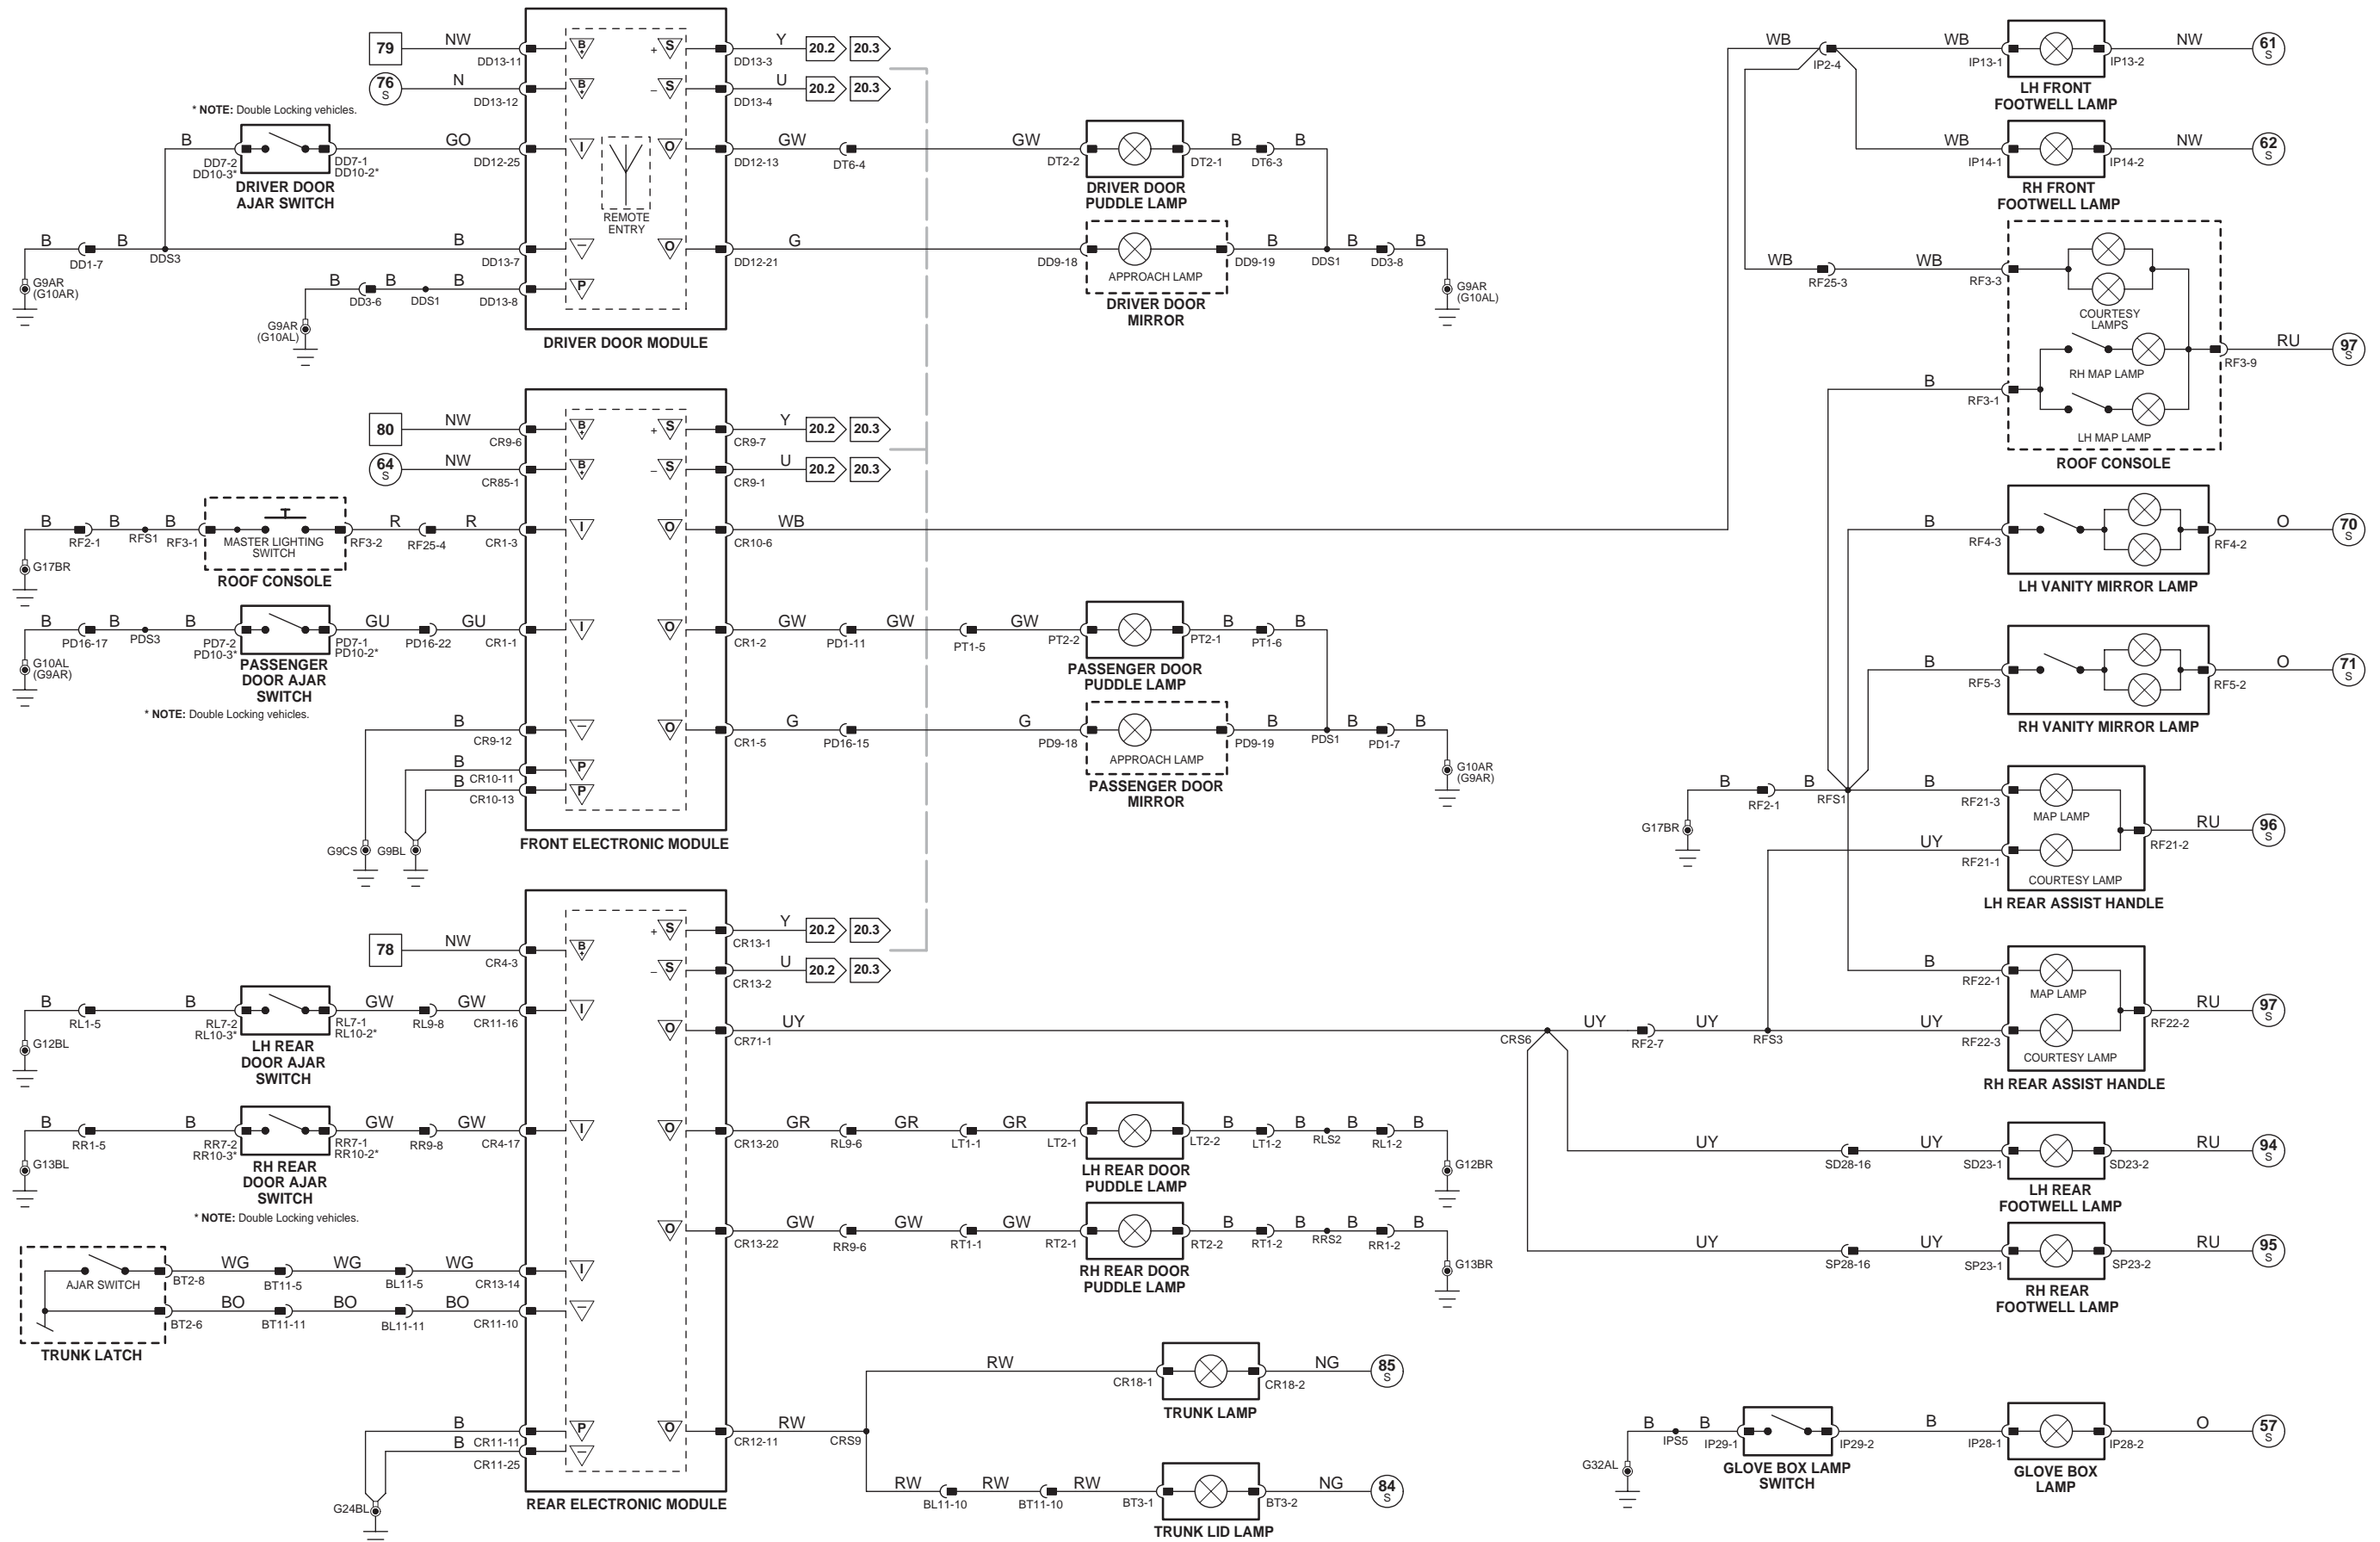 79
NW
DD13-11
B+
+ S
DD13-3
Y
20.2
20.3
76
S
N
DD13-12
B+
– S
DD13-4
U
20.2
20.3
* NOTE: Double Locking vehicles.
B
DD7-2
DD10-3*
DD7-1
DD10-2*
GO
DD12-25
I
O
DD12-13
GW
DT6-4
GW
DT2-2
DT2-1
B
DT6-3
B
DRIVER DOOR
AJAR SWITCH
REMOTE
ENTRY
DRIVER DOOR
PUDDLE LAMP
B
DD1-7
B
DDS3
B
DD13-7
–
O
DD12-21
G
DD9-18
APPROACH LAMP
DD9-19
B
DDS1
B
DD3-8
B
G9AR
(G10AR)
B
DD3-6
B
DDS1
B
DD13-8
P
G9AR
(G10AL)
G9AR
(G10AL)
DRIVER DOOR
MIRROR
DRIVER DOOR MODULE
80
NW
CR9-6
B+
+ S
CR9-7
Y
20.2
20.3
64
S
NW
CR85-1
B+
– S
CR9-1
U
20.2
20.3
B
RF2-1
B
RFS1
B
RF3-1
MASTER LIGHTING
SWITCH
RF3-2
R
RF25-4
R
CR1-3
I
O
CR10-6
WB
G17BR
ROOF CONSOLE
B
PD16-17
B
PDS3
B
PD7-2
PD10-3*
PD7-1
PD10-2*
GU
PD16-22
GU
CR1-1
I
O
CR1-2
GW
PD1-11
GW
PT1-5
GW
PT2-2
PT2-1
B
PT1-6
B
G10AL
(G9AR)
PASSENGER
DOOR AJAR
SWITCH
* NOTE: Double Locking vehicles.
PASSENGER DOOR
PUDDLE LAMP
B
CR9-12
–
O
CR1-5
G
PD16-15
G
PD9-18
APPROACH LAMP
PD9-19
B
PDS1
B
PD1-7
B
B
CR10-11
P
B
CR10-13
P
G10AR
(G9AR)
PASSENGER DOOR
MIRROR
G9CS
G9BL
FRONT ELECTRONIC MODULE
78
NW
CR4-3
B+
+ S
CR13-1
Y
20.2
20.3
– S
CR13-2
U
20.2
20.3
B
RL1-5
B
RL7-2
RL10-3*
RL7-1
RL10-2*
GW
RL9-8
GW
CR11-16
I
G12BL
LH REAR
DOOR AJAR
SWITCH
O
CR71-1
UY
CRS6
UY
RF2-7
UY
RFS3
UY
B
RR1-5
B
RR7-2
RR10-3*
RR7-1
RR10-2*
GW
RR9-8
GW
CR4-17
I
G13BL
RH REAR
DOOR AJAR
SWITCH
* NOTE: Double Locking vehicles.
O
CR13-20
GR
RL9-6
GR
LT1-1
GR
LT2-1
LT2-2
B
LT1-2
B
RLS2
B
RL1-2
B
G12BR
LH REAR DOOR
PUDDLE LAMP
O
CR13-22
GW
RR9-6
GW
RT1-1
GW
RT2-1
RT2-2
B
RT1-2
B
RRS2
B
RR1-2
B
G13BR
RH REAR DOOR
PUDDLE LAMP
AJAR SWITCH
BT2-8
WG
BT11-5
WG
BL11-5
WG
CR13-14
I
BT2-6
BO
BT11-11
BO
BL11-11
BO
CR11-10
–
TRUNK LATCH
B
CR11-11
P
B
CR11-25
–
G24BL
O
CR12-11
RW
CRS9
RW
CR18-1
CR18-2
NG
85
S
TRUNK LAMP
RW
BL11-10
RW
BT11-10
RW
BT3-1
BT3-2
NG
84
S
TRUNK LID LAMP
REAR ELECTRONIC MODULE
WB
IP2-4
WB
IP13-1
IP13-2
NW
61
S
LH FRONT
FOOTWELL LAMP
WB
IP14-1
IP14-2
NW
62
S
RH FRONT
FOOTWELL LAMP
WB
RF25-3
WB
RF3-3
COURTESY
LAMPS
RH MAP LAMP
RF3-9
RU
97
S
B
RF3-1
LH MAP LAMP
ROOF CONSOLE
B
RF4-3
RF4-2
O
70
S
LH VANITY MIRROR LAMP
B
RF5-3
RF5-2
O
71
S
RH VANITY MIRROR LAMP
G17BR
B
RF2-1
B
RFS1
B
RF21-3
MAP LAMP
RF21-2
RU
96
S
UY
RF21-1
COURTESY LAMP
LH REAR ASSIST HANDLE
B
RF22-1
MAP LAMP
RF22-2
RU
97
S
RF22-3
COURTESY LAMP
RH REAR ASSIST HANDLE
UY
SD28-16
UY
SD23-1
SD23-2
RU
94
S
LH REAR
FOOTWELL LAMP
UY
SP28-16
UY
SP23-1
SP23-2
RU
95
S
RH REAR
FOOTWELL LAMP
G32AL
B
IPS5
B
IP29-1
IP29-2
B
IP28-1
IP28-2
O
57
S
GLOVE BOX LAMP
SWITCH
GLOVE BOX
LAMP